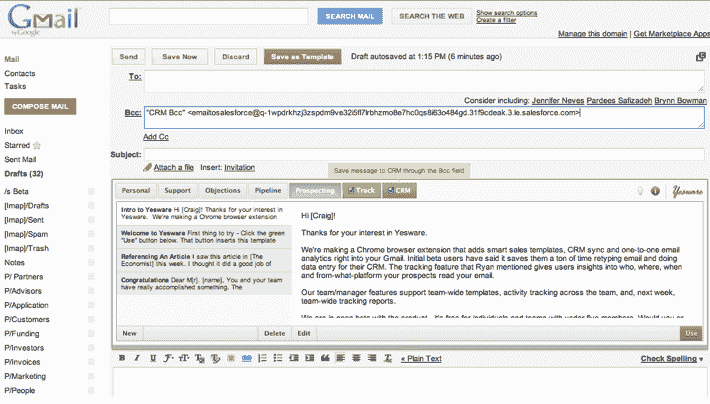 Gmail
by Google
SEARCH MAIL
SEARCH THE WEB
Show search options
Create a filter
Manage this domain | Get Marketplace Apps
Mail
Contacts
Tasks
COMPOSE MAIL
Inbox
Starred
Sent Mail
Drafts (132)
/s Beta
[Imap]/Drafts
[Imap]/Sent
[Imap]/Spam
[Imap]/Trash
Notes
P/ Partners
P/Advisors
P/Application
P/Customers
P/Funding
P/Investors
P/Invoices
P/Marketing
P/People
Send
Save Now
Discard
Save as Template
Draft autosaved at 1:15 PM (6 minutes ago)
To:
Consider including: Jennifer Neves Pardees Safizadeh Brynn Bowman
Bcc: "CRM Bcc"
Add Cc
Subject:
Attach a file Insert: Invitation
Save message to CRM through the Bcc field
Personal
Support
Objections
Pipeline
Prospecting
Track
CRM
Yesware
Intro to Yesware Hi [Craig]! Thanks for your interest in
Yesware. We're making a Chrome browser extension
Welcome to Yesware First thing to try - Click the green
"Use" button below. That button inserts this template
Referencing An Article I saw this article in [The
Economist] this week. I thought it did a good job of
Congratulations Dear M[r]. [name], You and your team
have really accomplished something. The
Hi [Craig]!
Thanks for your interest in Yesware.
We're making a Chrome browser extension that adds smart sales templates, CRM sync and one-to-one email
analytics right into your Gmail. Initial beta users have said it saves them a ton of time retyping email and doing
data entry for their CRM. The tracking feature that Ryan mentioned gives users insights into who, where, when
and from-what-platform your prospects read your email.
Our team/manager features support team-wide templates, activity tracking across the team, and, next week,
team-wide tracking reports.
New
Delete
Edit
Use
B I U
« Plain Text
Check Spelling